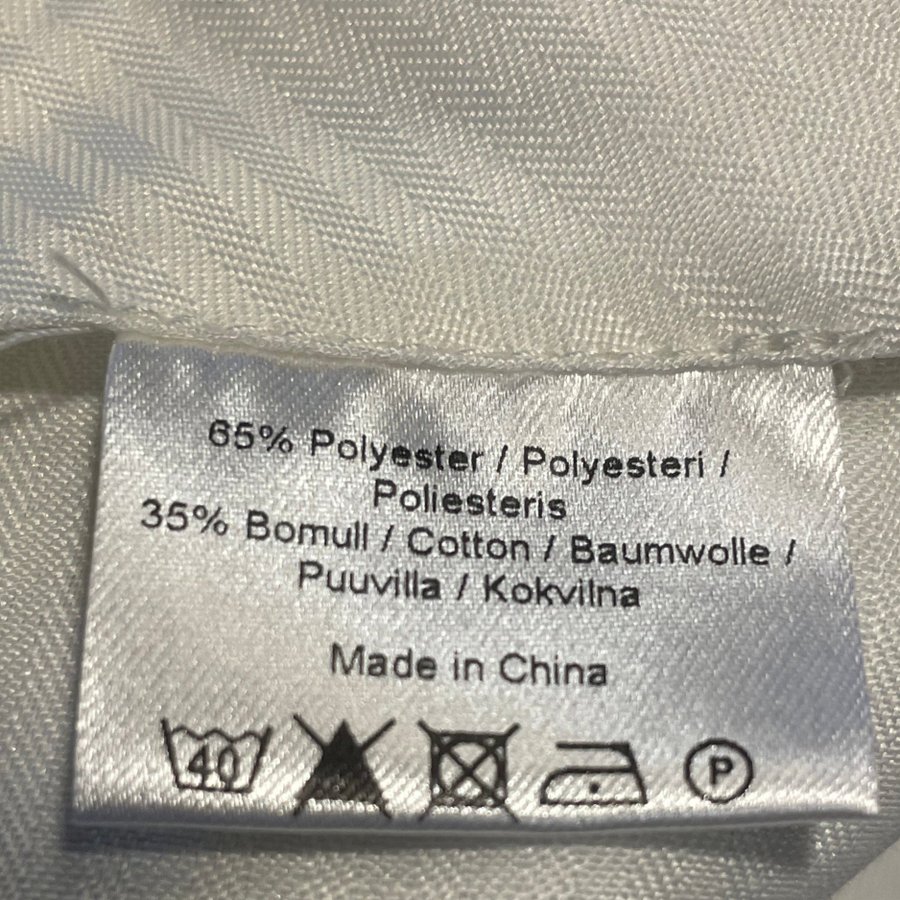 65% Polyester / Polyesteri /
Poliesteris
35% Bomull / Cotton / Baumwolle /
Puuvilla / Kokvilna
Made in China
40 P